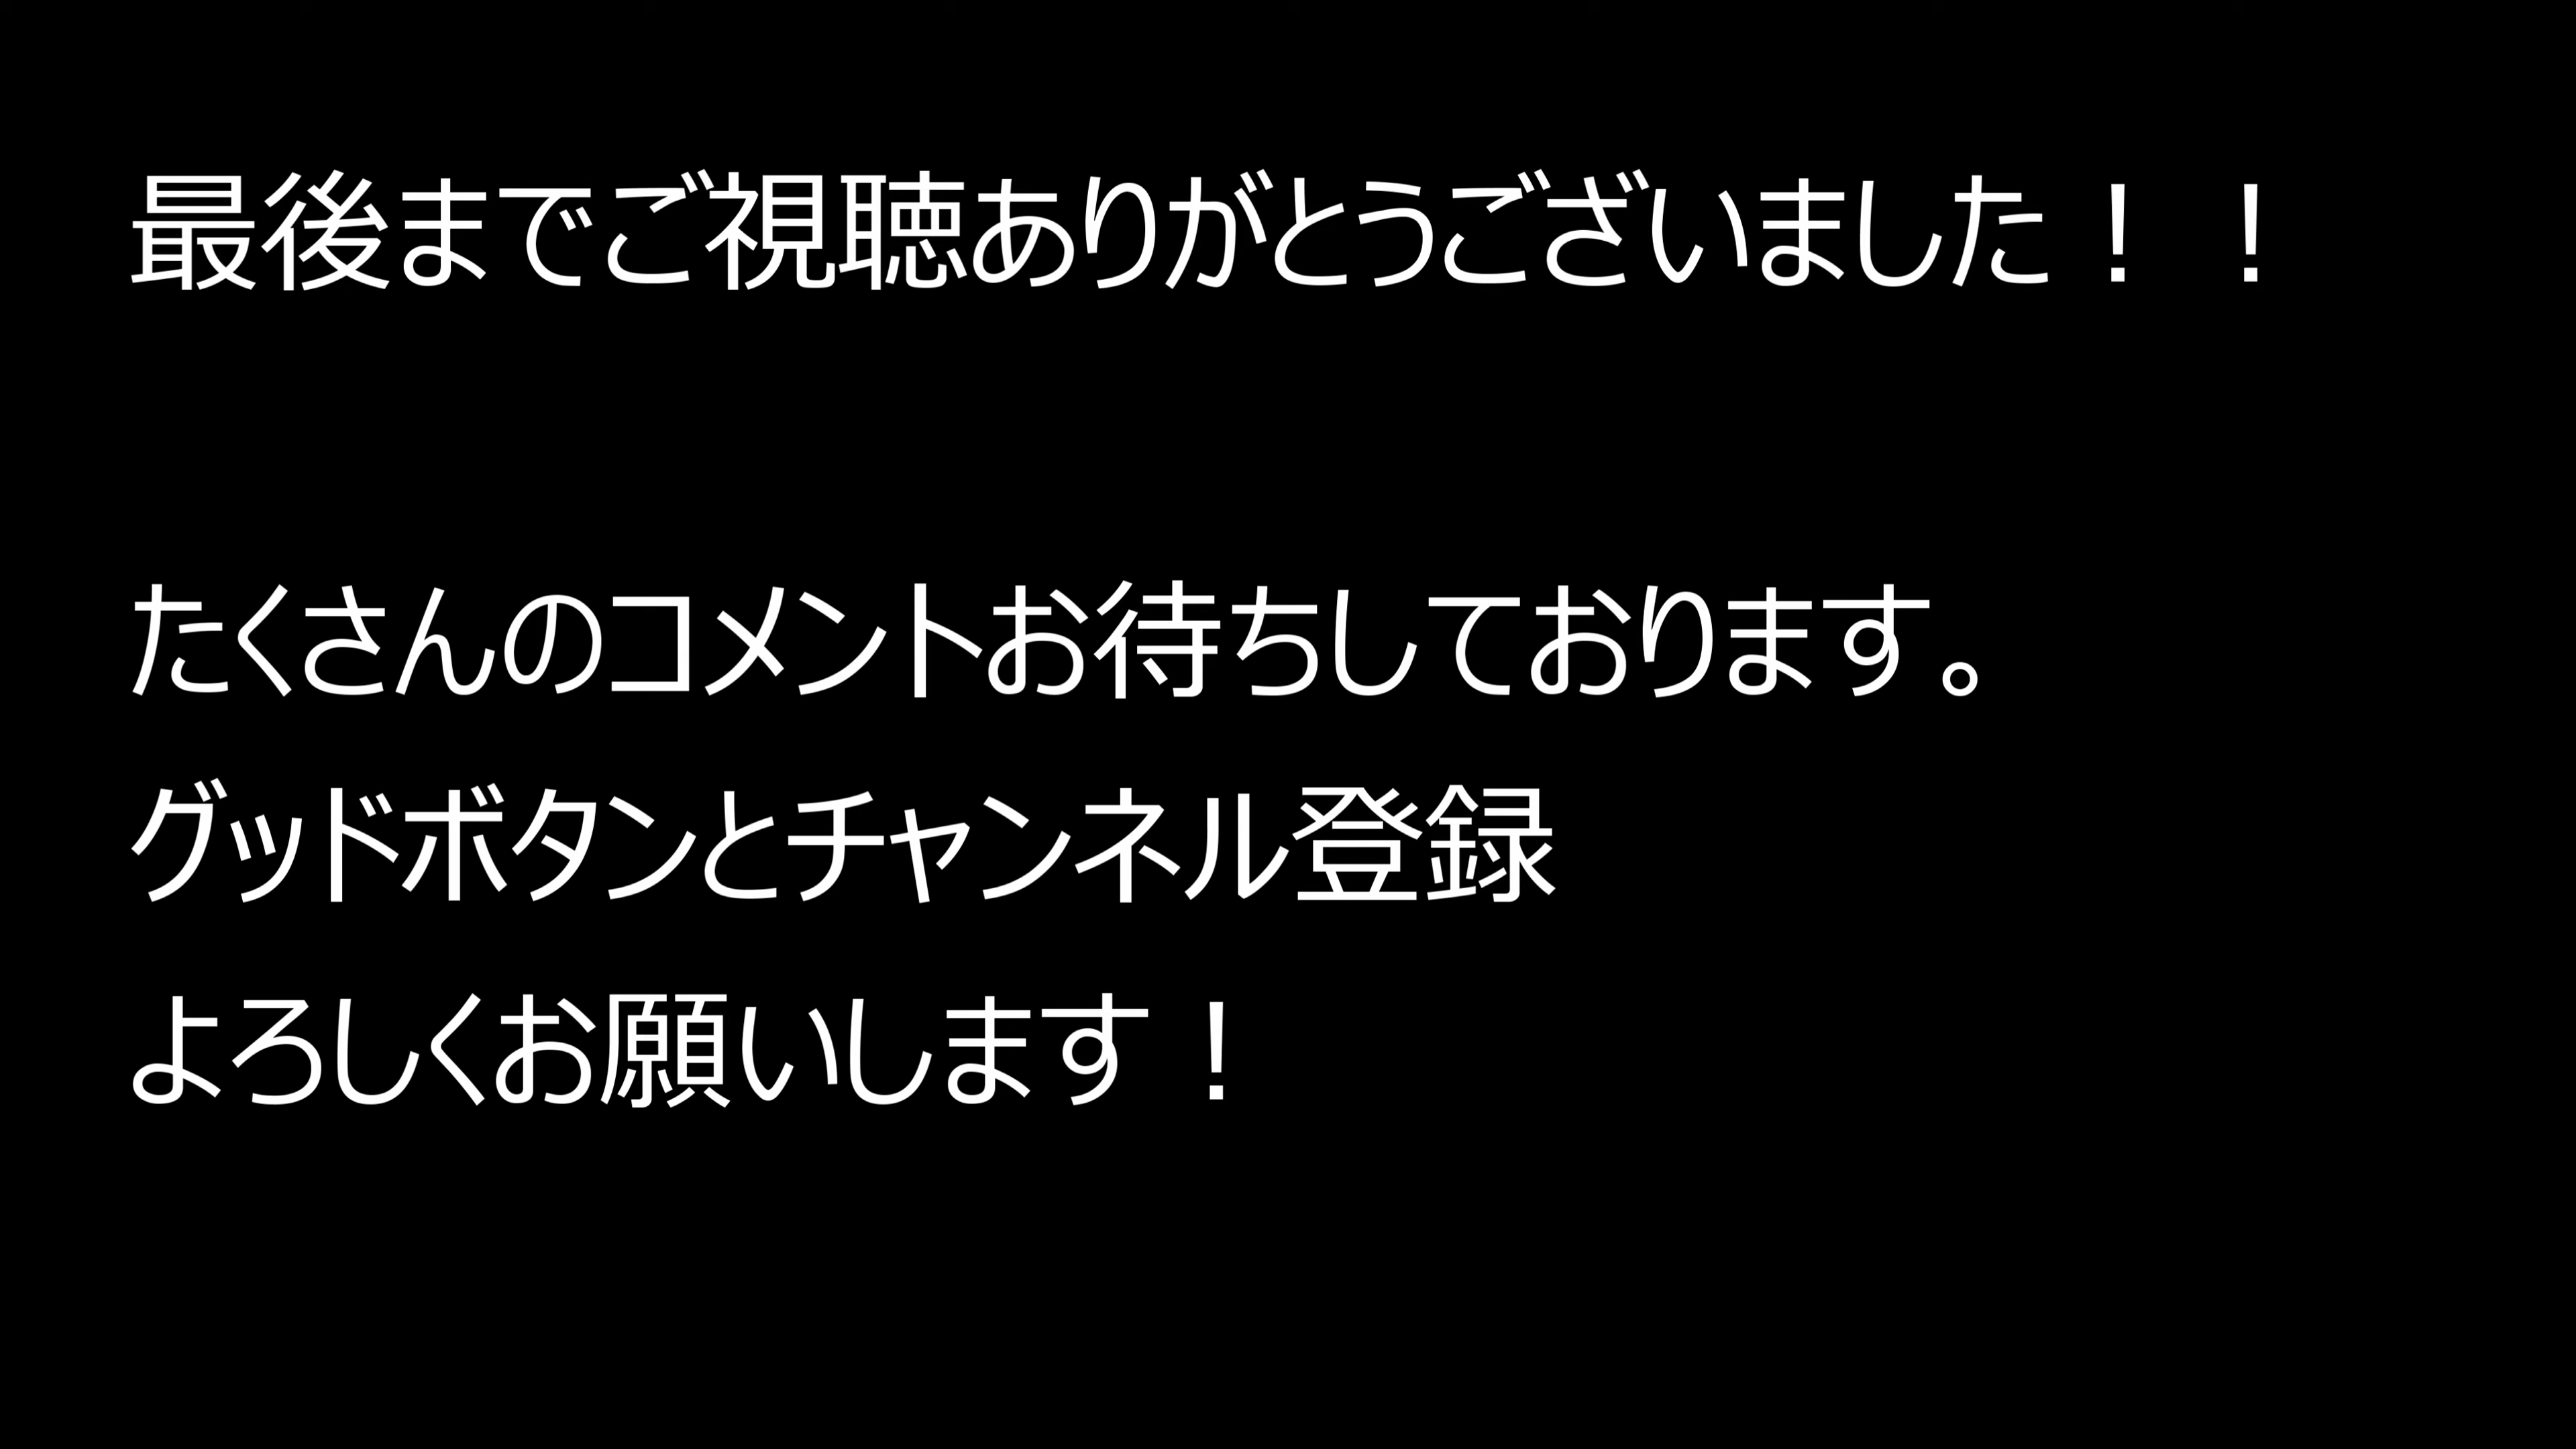 最後までご視聴ありがとうございました！！
たくさんのコメントお待ちしております。
グッドボタンとチャンネル登録
よろしくお願いします！